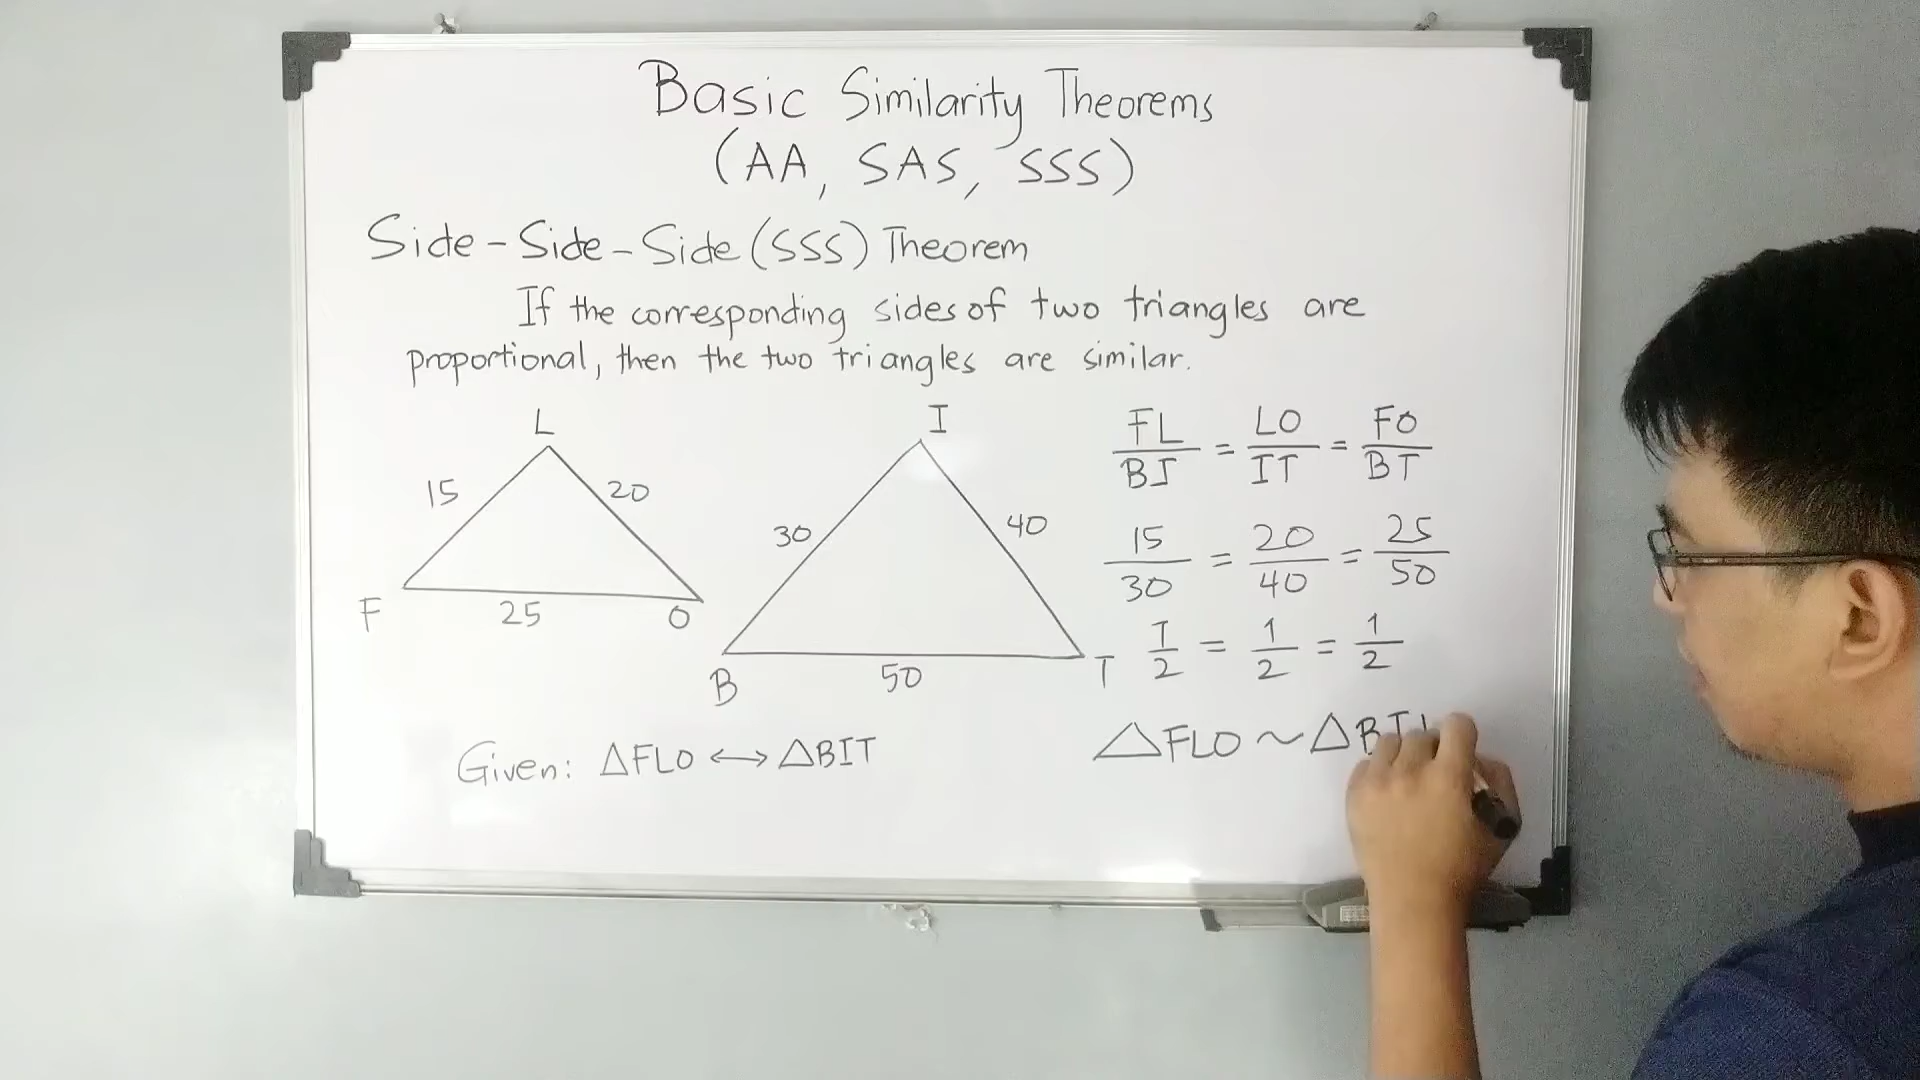 Basic Similarity Theorems
(AA, SAS, SSS)
Side-Side-Side (SSS) Theorem
If the corresponding sides of two triangles are
proportional, then the two triangles are similar.
L
15
20
F
25
O
I
30
40
B
50
T
FL/BI = LO/IT = FO/BT
15/30 = 20/40 = 25/50
1/2 = 1/2 = 1/2
Given: △FLO ↔ △BIT
△FLO ~ △BI